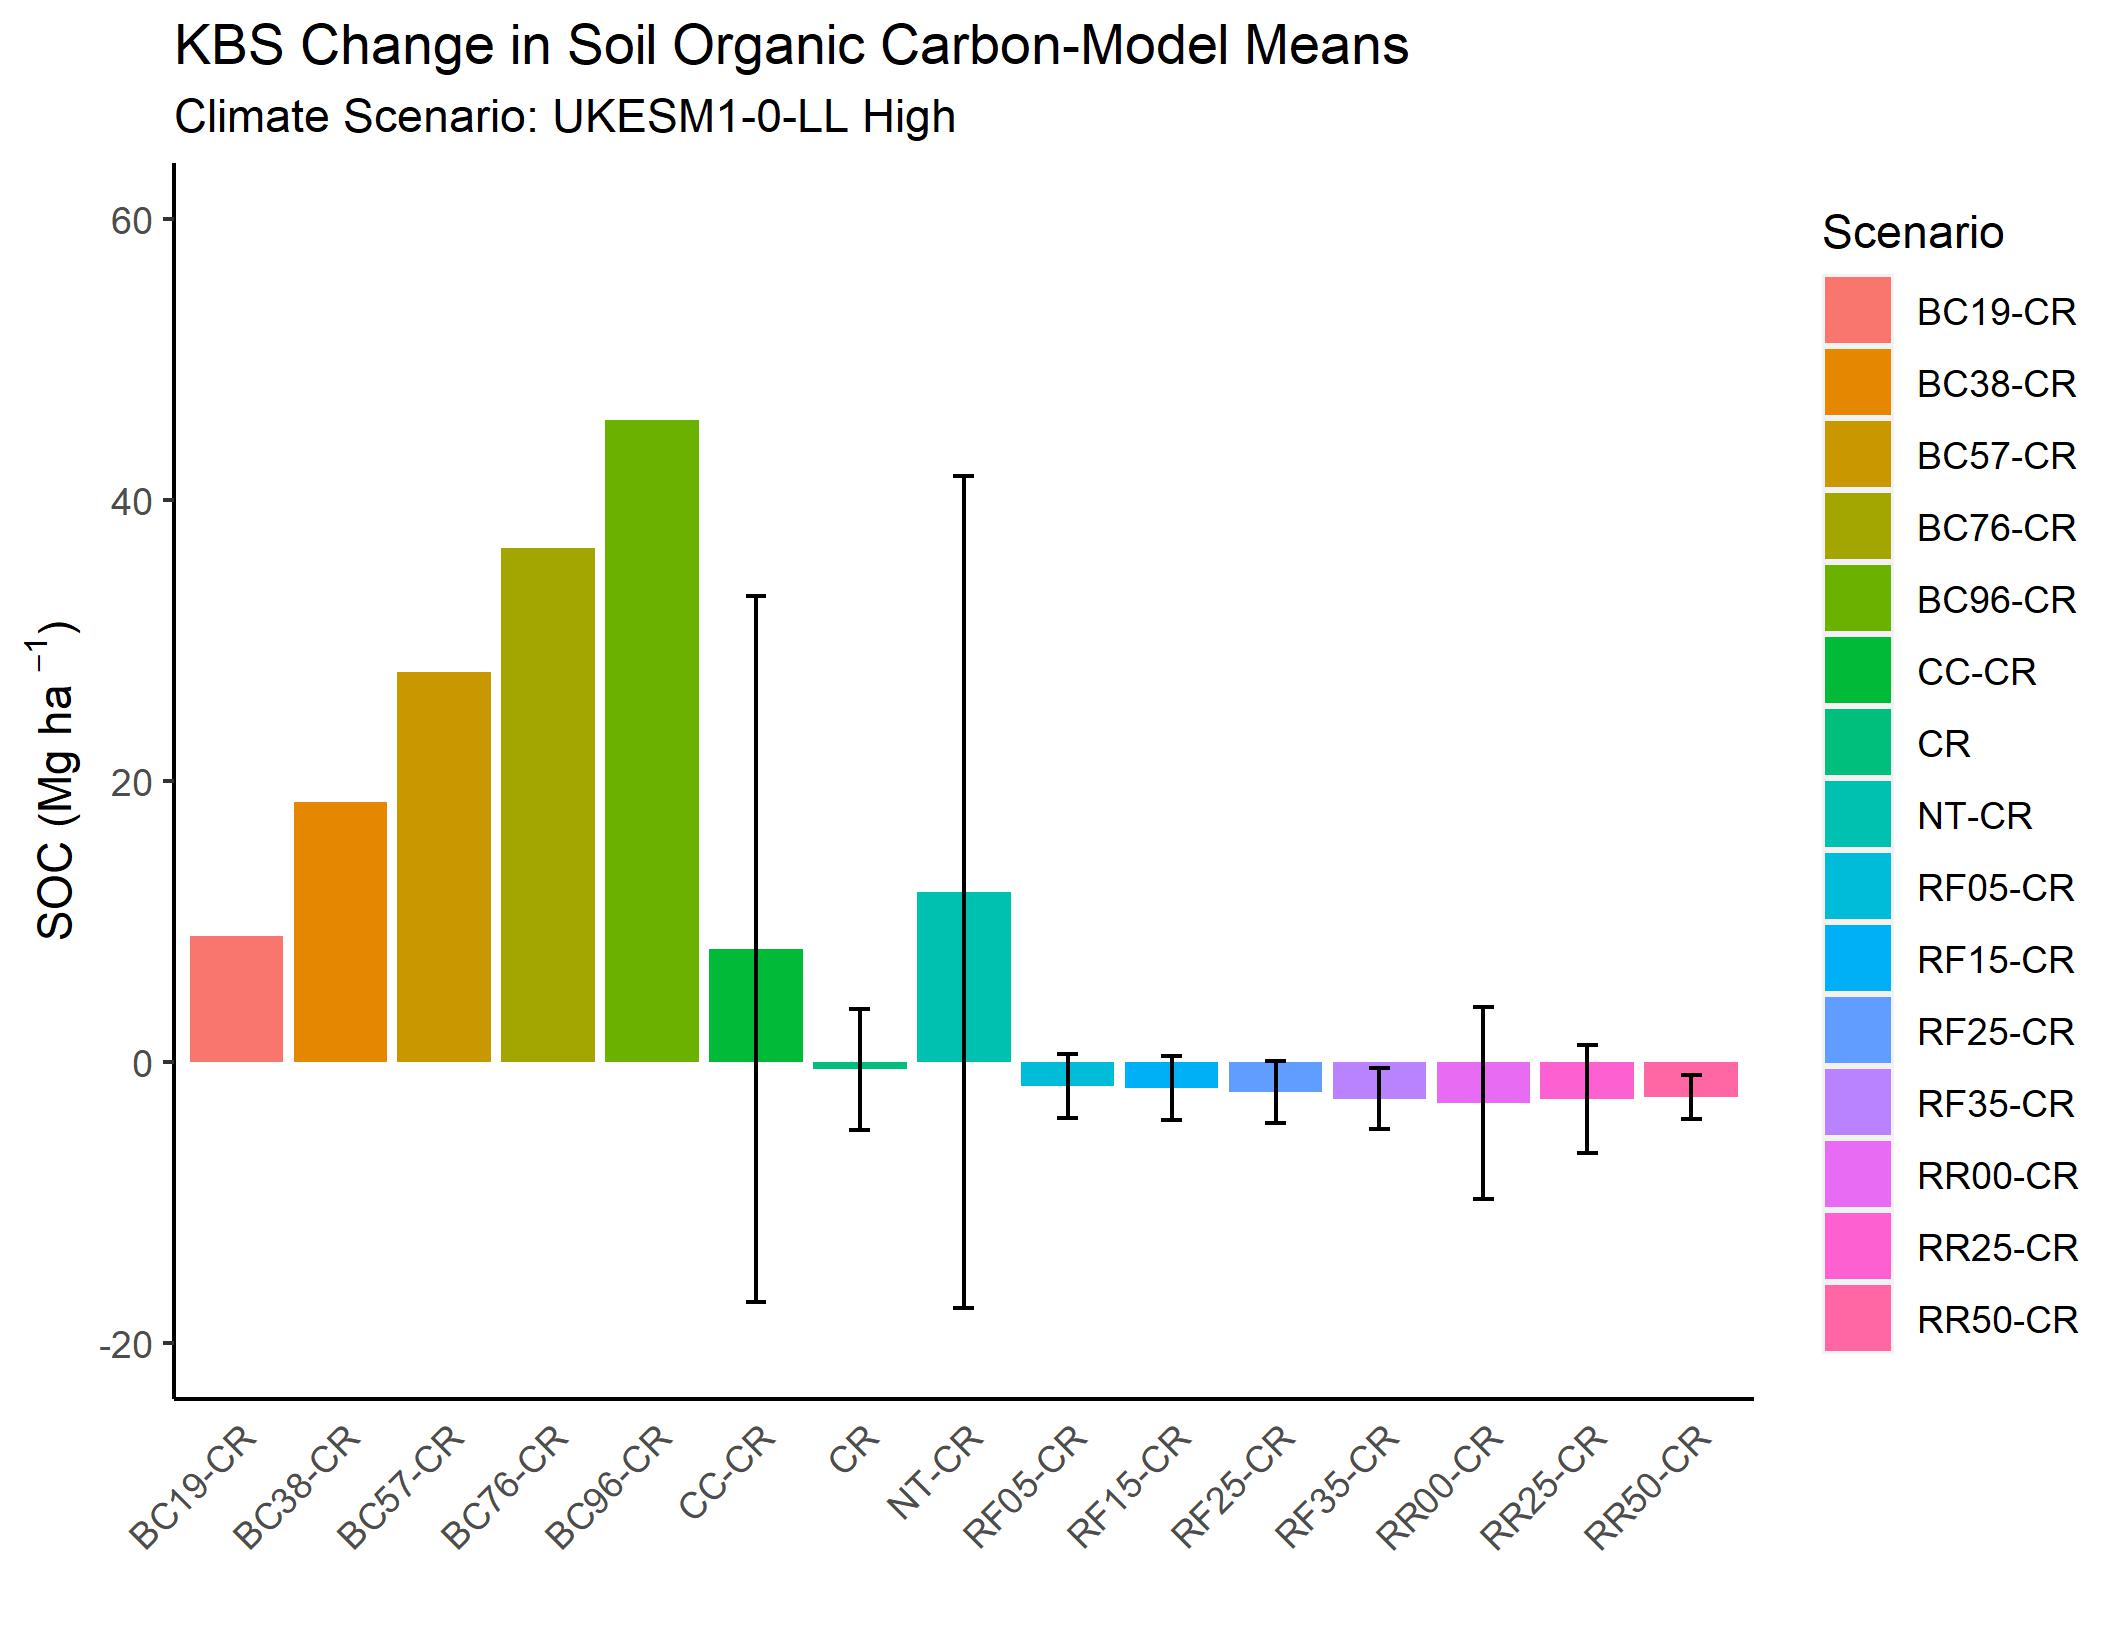 KBS Change in Soil Organic Carbon-Model Means
Climate Scenario: UKESM1-0-LL High
SOC (Mg ha −1)
60
40
20
0
-20
BC19-CR
BC38-CR
BC57-CR
BC76-CR
BC96-CR
CC-CR
CR
NT-CR
RF05-CR
RF15-CR
RF25-CR
RF35-CR
RR00-CR
RR25-CR
RR50-CR
Scenario
BC19-CR
BC38-CR
BC57-CR
BC76-CR
BC96-CR
CC-CR
CR
NT-CR
RF05-CR
RF15-CR
RF25-CR
RF35-CR
RR00-CR
RR25-CR
RR50-CR